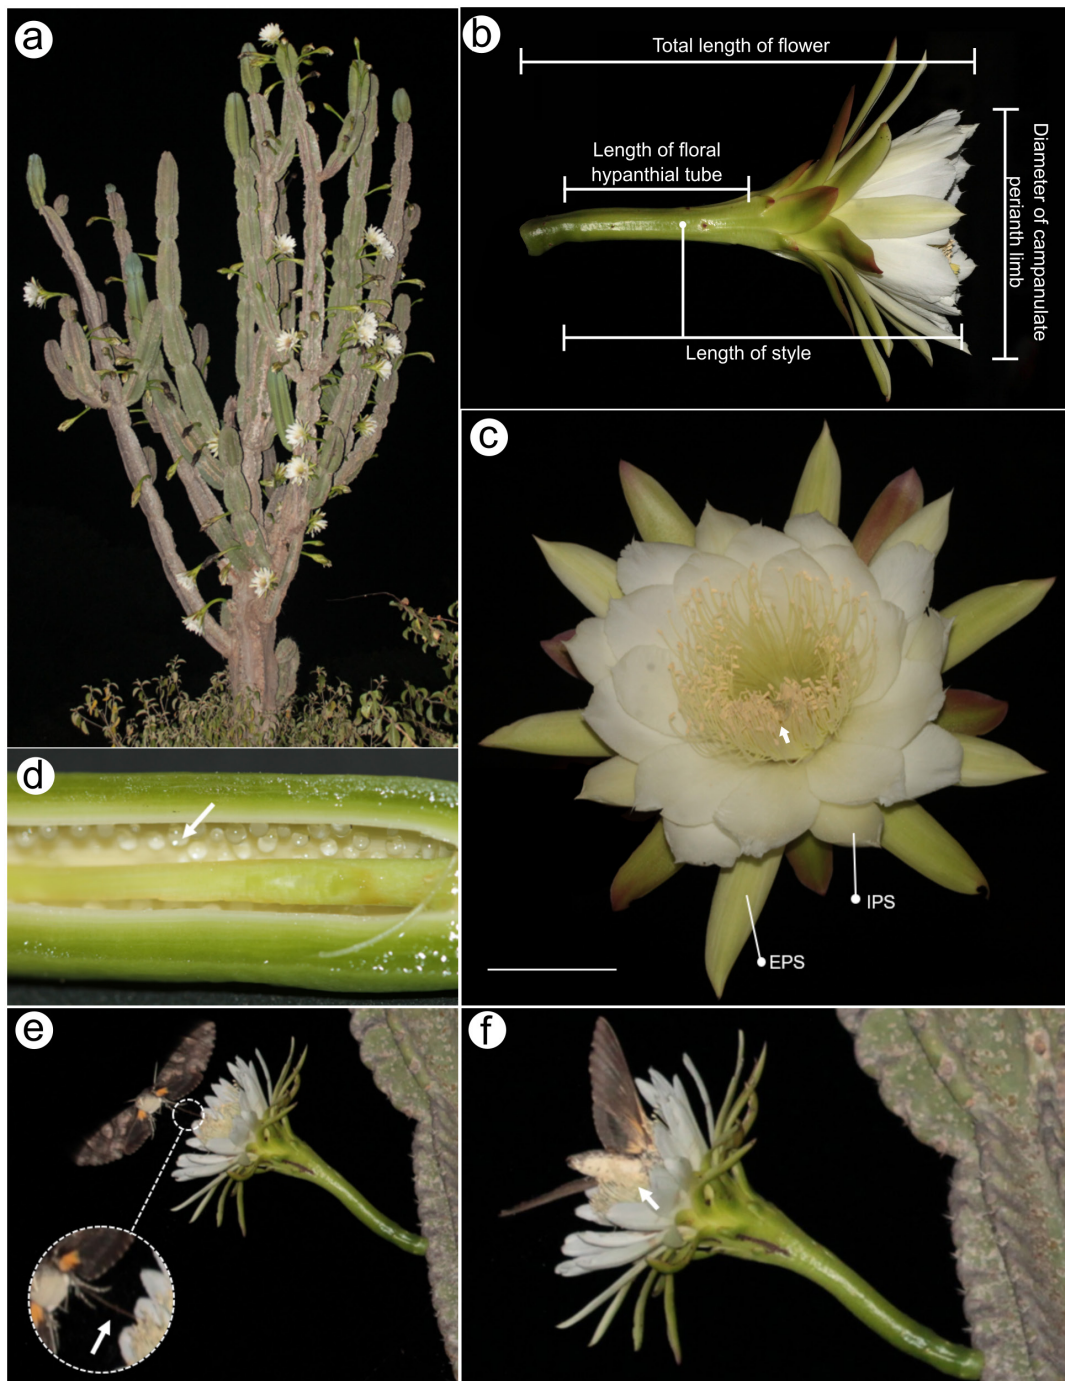 a
b
Total length of flower
Length of floral
hypanthial tube
Diameter of campanulate
perianth limb
Length of style
c
IPS
EPS
d
e
f